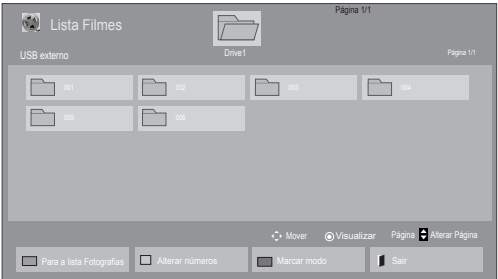 Página 1/1
Lista Filmes
Drive1
USB externo
Página 1/1
001
002
003
004
005
006
Mover
Visualizar
Página
Alterar Página
Para a lista Fotografias
Alterar números
Marcar modo
Sair